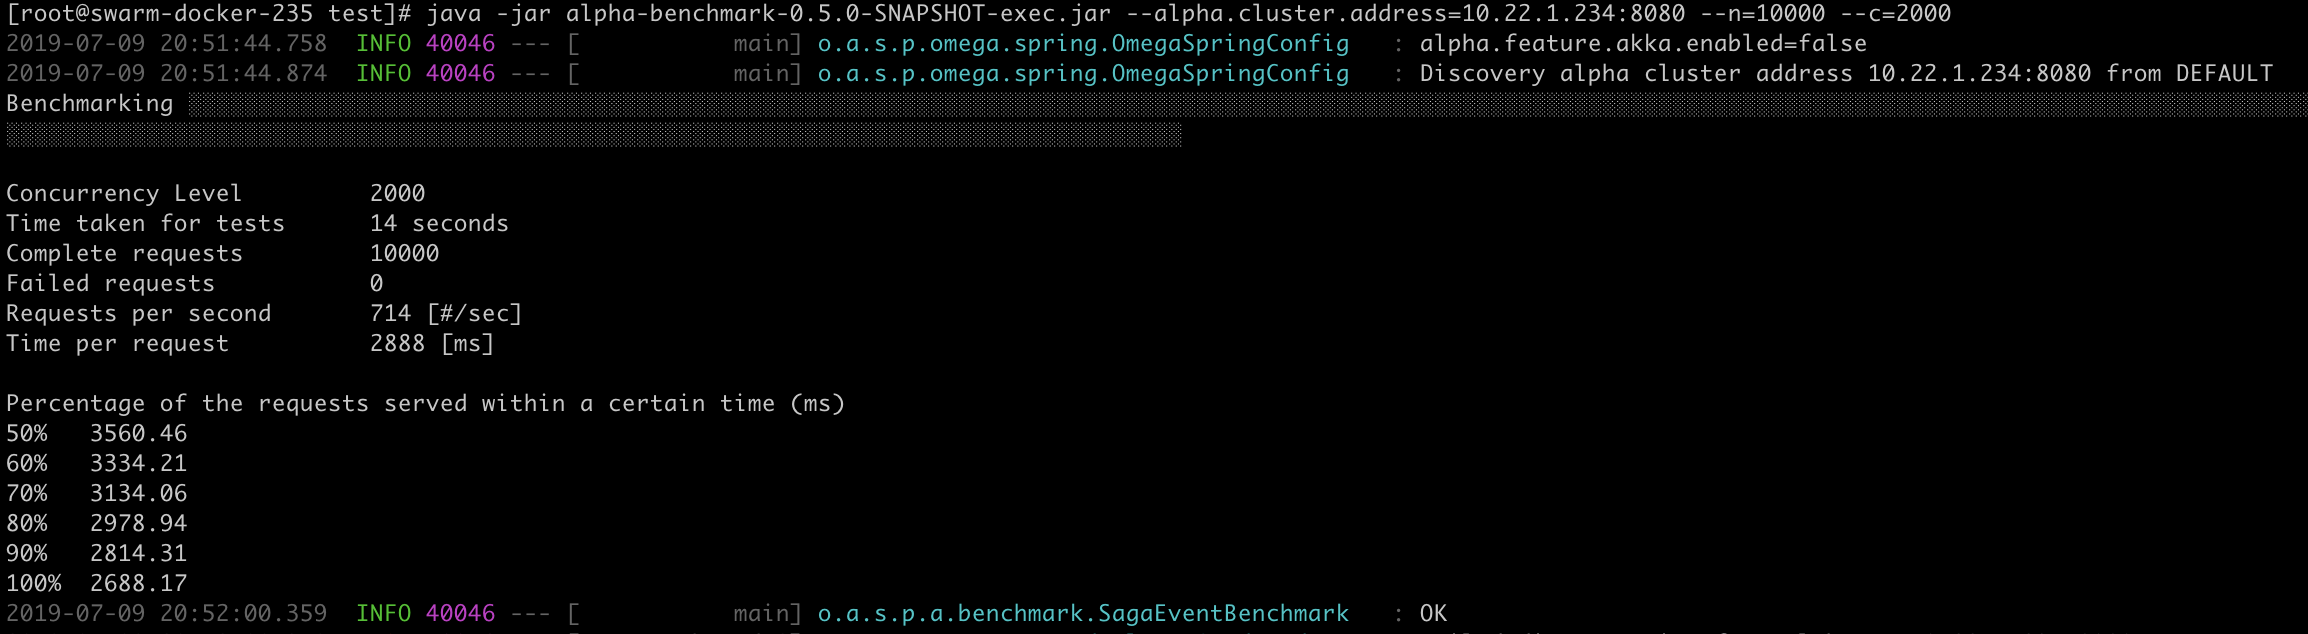 [root@swarm-docker-235 test]# java -jar alpha-benchmark-0.5.0-SNAPSHOT-exec.jar --alpha.cluster.address=10.22.1.234:8080 --n=10000 --c=2000
2019-07-09 20:51:44.758  INFO 40046 --- [           main] o.a.s.p.omega.spring.OmegaSpringConfig   : alpha.feature.akka.enabled=false
2019-07-09 20:51:44.874  INFO 40046 --- [           main] o.a.s.p.omega.spring.OmegaSpringConfig   : Discovery alpha cluster address 10.22.1.234:8080 from DEFAULT
Benchmarking
Concurrency Level         2000
Time taken for tests      14 seconds
Complete requests         10000
Failed requests           0
Requests per second       714 [#/sec]
Time per request          2888 [ms]
Percentage of the requests served within a certain time (ms)
50%   3560.46
60%   3334.21
70%   3134.06
80%   2978.94
90%   2814.31
100%  2688.17
2019-07-09 20:52:00.359  INFO 40046 --- [           main] o.a.s.p.a.benchmark.SagaEventBenchmark   : OK